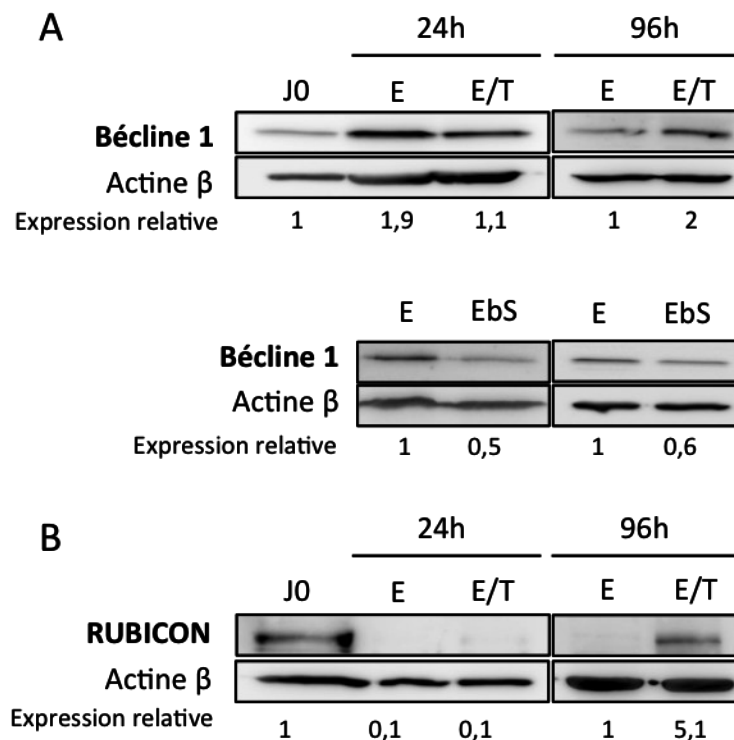 A
24h 96h
J0 E E/T E E/T
Bécline 1
Actine β
Expression relative 1 1,9 1,1 1 2
E EbS E EbS
Bécline 1
Actine β
Expression relative 1 0,5 1 0,6
B
24h 96h
J0 E E/T E E/T
RUBICON
Actine β
Expression relative 1 0,1 0,1 1 5,1